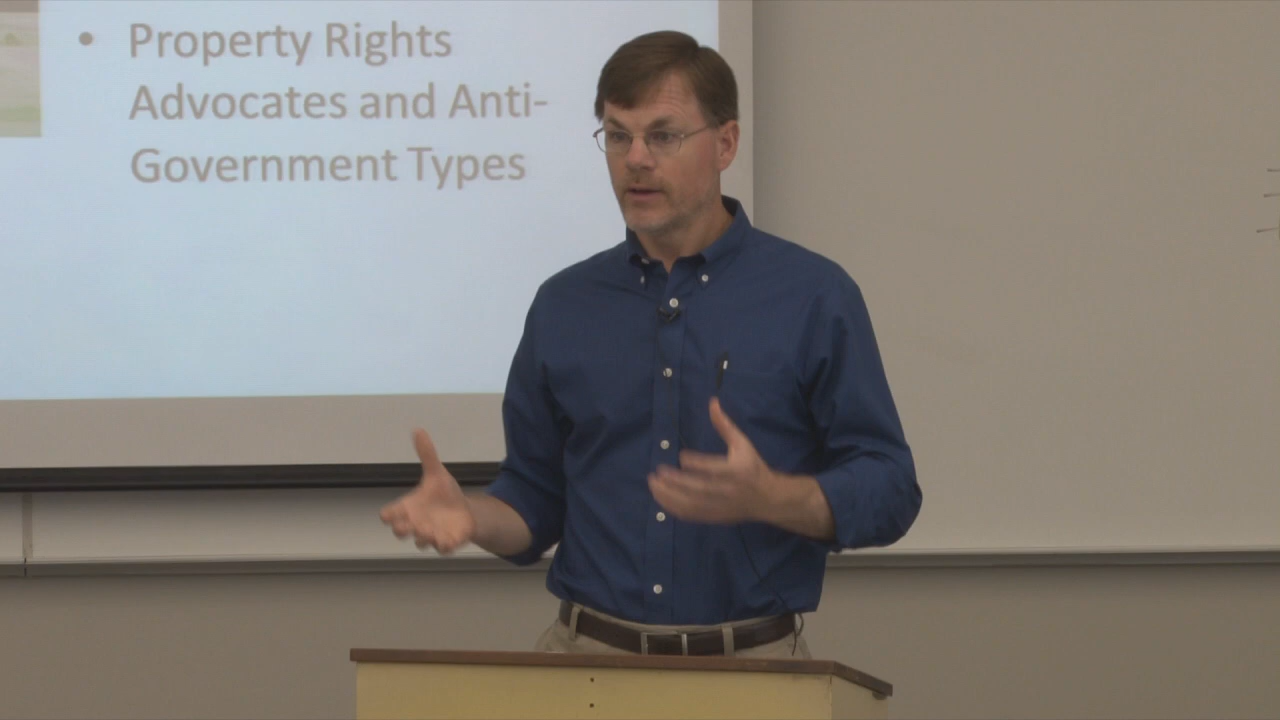 • Property Rights
Advocates and Anti-
Government Types